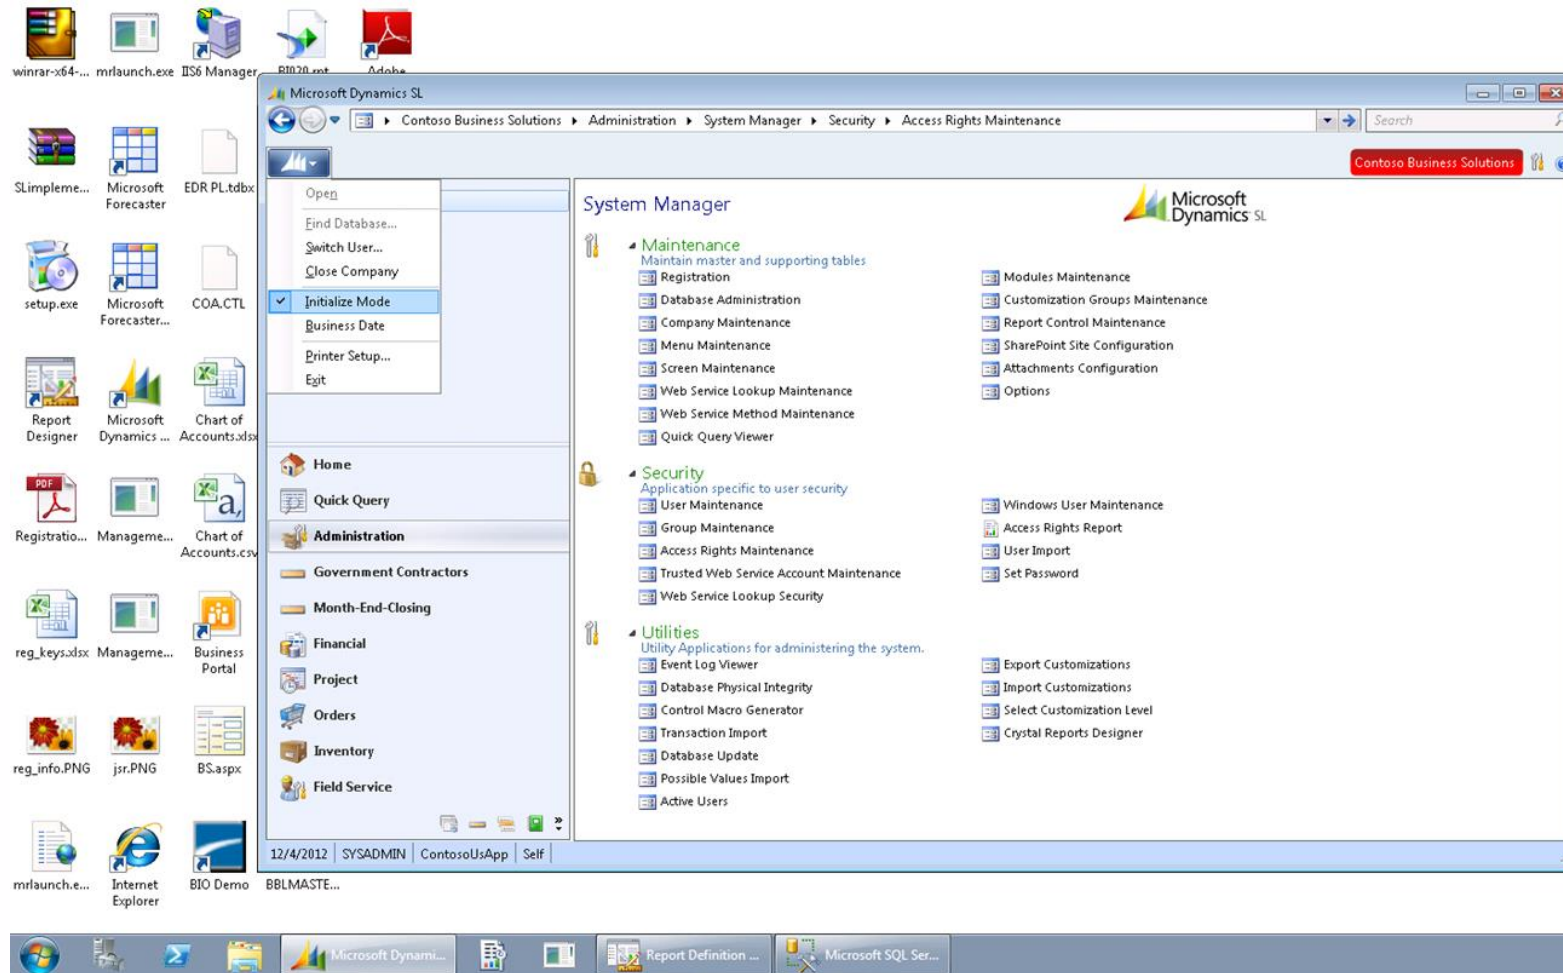 winrar-x64-...
mrlaunch.exe
IIS6 Manager
BI020.rpt
Adobe
SLimpleme...
Microsoft
Forecaster
EDR PL.tdbx
setup.exe
Microsoft
Forecaster...
COA.CTL
Report
Designer
Microsoft
Dynamics ...
Chart of
Accounts.xlsx
PDF
Registratio...
Manageme...
a,
Chart of
Accounts.csv
reg_keys.xlsx
Manageme...
Business
Portal
reg_info.PNG
jsr.PNG
BS.aspx
mrlaunch.e...
Internet
Explorer
BIO Demo
BBLMASTE...
Microsoft Dynamics SL
Contoso Business Solutions
Administration
System Manager
Security
Access Rights Maintenance
Search
Contoso Business Solutions
Open
Find Database...
Switch User...
Close Company
Initialize Mode
Business Date
Printer Setup...
Exit
Home
Quick Query
Administration
Government Contractors
Month-End-Closing
Financial
Project
Orders
Inventory
Field Service
System Manager
Microsoft
Dynamics SL
Maintenance
Maintain master and supporting tables
Registration
Database Administration
Company Maintenance
Menu Maintenance
Screen Maintenance
Web Service Lookup Maintenance
Web Service Method Maintenance
Quick Query Viewer
Modules Maintenance
Customization Groups Maintenance
Report Control Maintenance
SharePoint Site Configuration
Attachments Configuration
Options
Security
Application specific to user security
User Maintenance
Group Maintenance
Access Rights Maintenance
Trusted Web Service Account Maintenance
Web Service Lookup Security
Windows User Maintenance
Access Rights Report
User Import
Set Password
Utilities
Utility Applications for administering the system.
Event Log Viewer
Database Physical Integrity
Control Macro Generator
Transaction Import
Database Update
Possible Values Import
Active Users
Export Customizations
Import Customizations
Select Customization Level
Crystal Reports Designer
12/4/2012
SYSADMIN
ContosoUsApp
Self
Microsoft Dynami...
Report Definition ...
Microsoft SQL Ser...